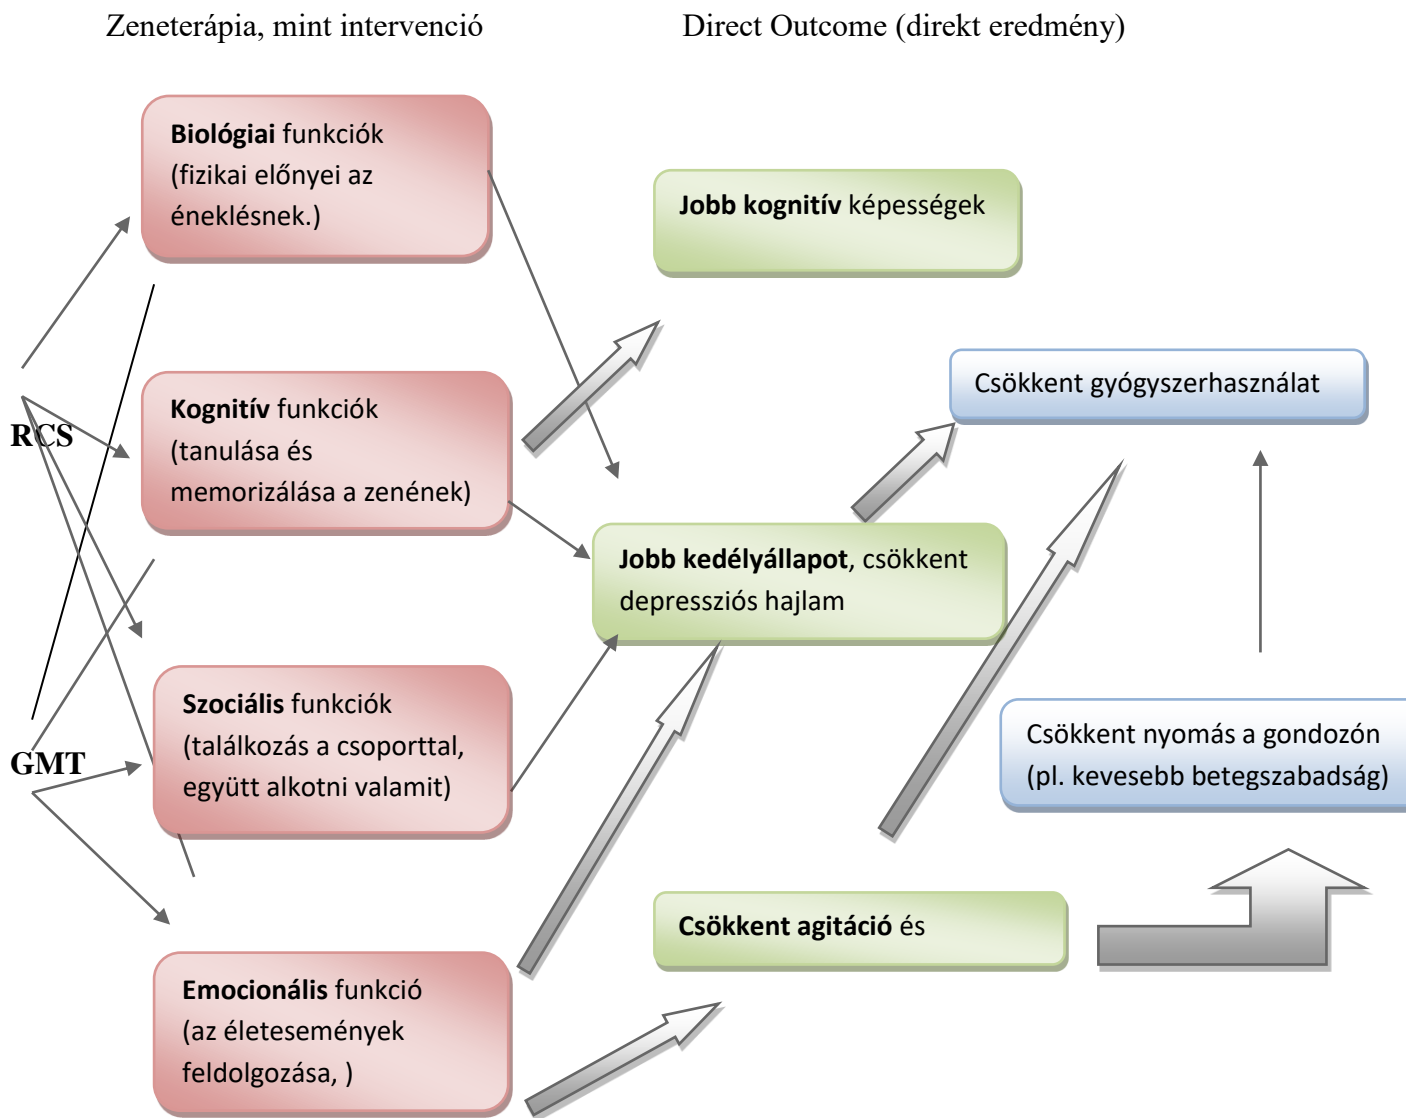 Zeneterápia, mint intervenció
Direct Outcome (direkt eredmény)
Biológiai funkciók
(fizikai előnyei az
éneklésnek.)
Jobb kognitív képességek
Csökkent gyógyszerhasználat
Kognitív funkciók
(tanulása és
memorizálása a zenének)
RCS
Jobb kedélyállapot, csökkent
depressziós hajlam
Szociális funkciók
(találkozás a csoporttal,
együtt alkotni valamit)
GMT
Csökkent nyomás a gondozón
(pl. kevesebb betegszabadság)
Csökkent agitáció és
Emocionális funkció
(az életesemények
feldolgozása, )